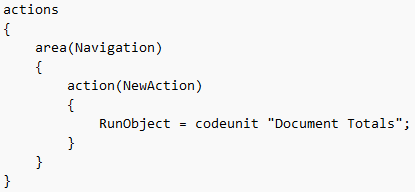 actions
{
    area(Navigation)
    {
        action(NewAction)
        {
            RunObject = codeunit "Document Totals";
        }
    }
}